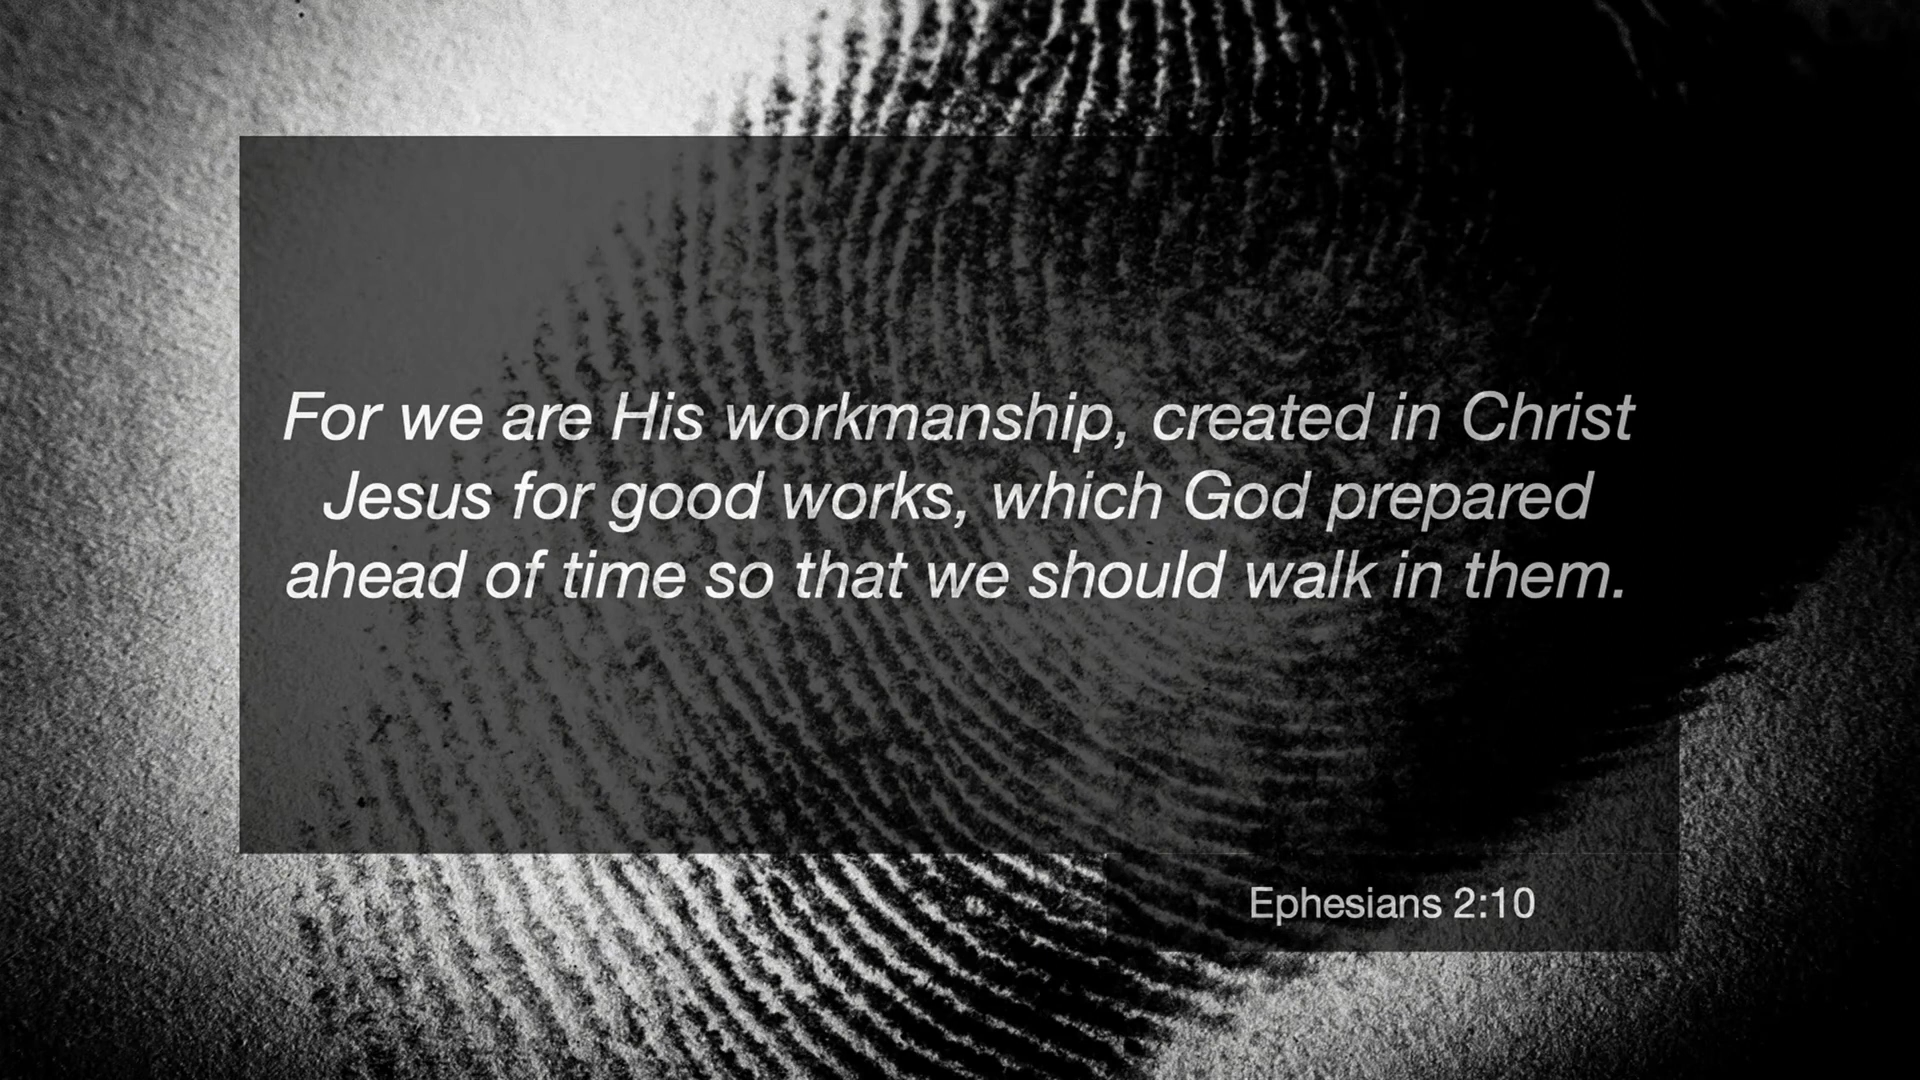 For we are His workmanship, created in Christ
Jesus for good works, which God prepared
ahead of time so that we should walk in them.
Ephesians 2:10